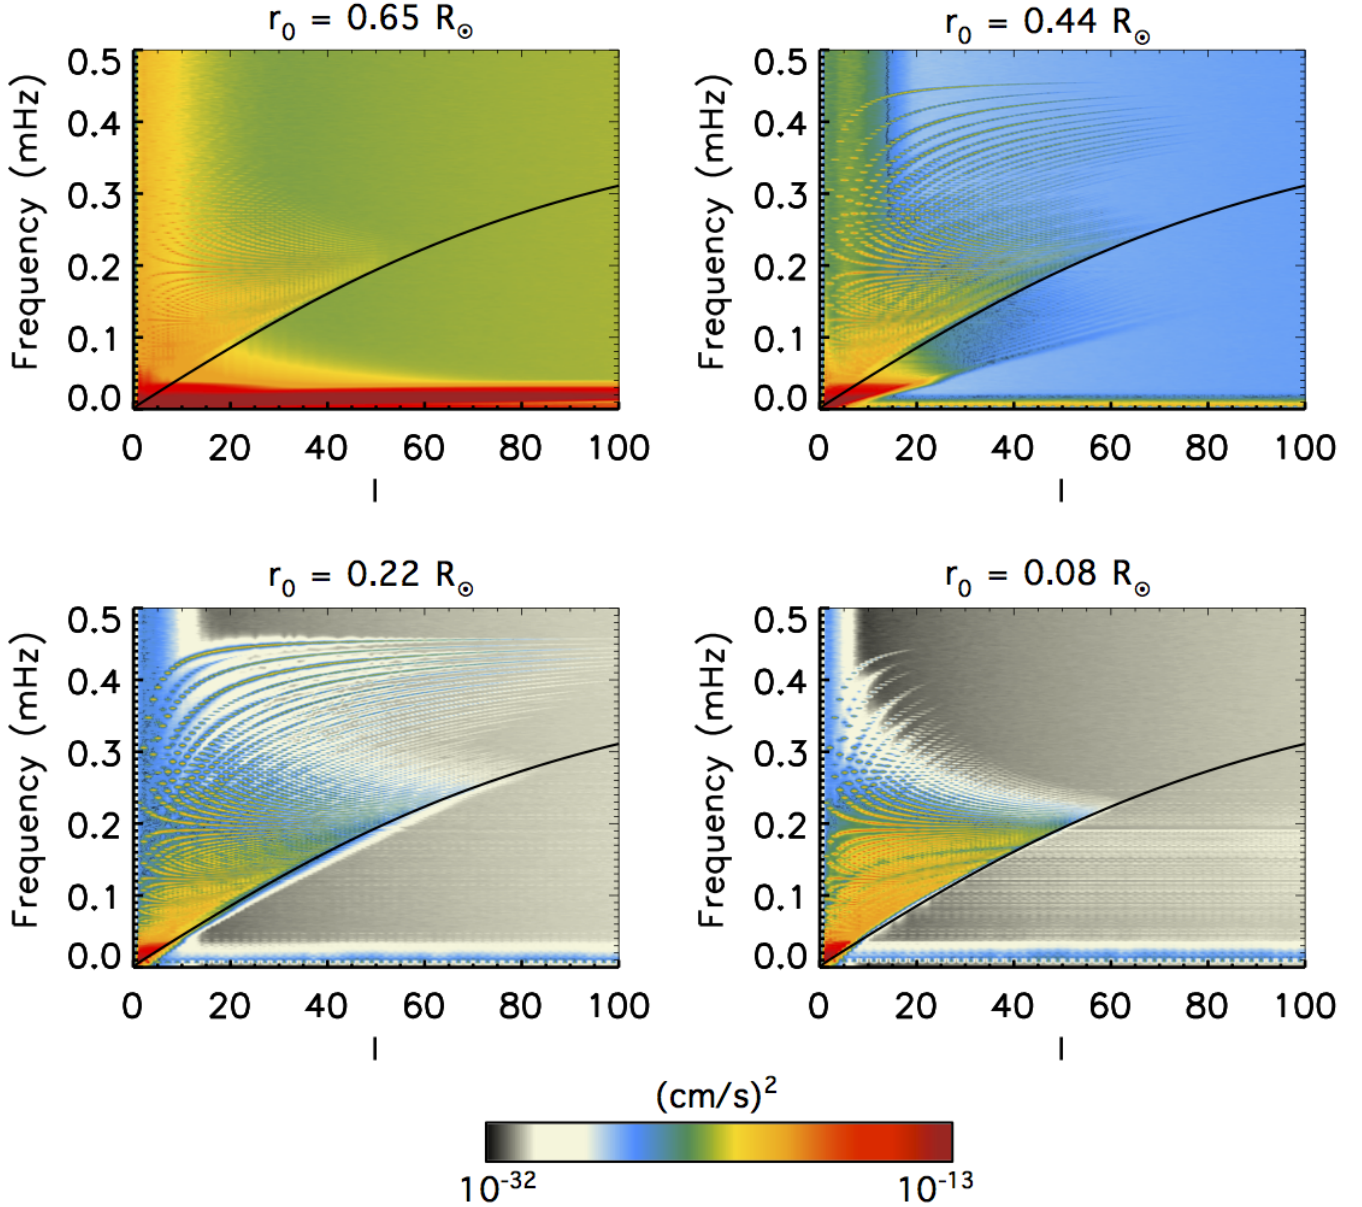 r₀ = 0.65 R☉
r₀ = 0.44 R☉
0.5
0.4
0.3
0.2
0.1
0.0
Frequency (mHz)
0 20 40 60 80 100
l
0.5
0.4
0.3
0.2
0.1
0.0
Frequency (mHz)
0 20 40 60 80 100
l
r₀ = 0.22 R☉
r₀ = 0.08 R☉
0.5
0.4
0.3
0.2
0.1
0.0
Frequency (mHz)
0 20 40 60 80 100
l
0.5
0.4
0.3
0.2
0.1
0.0
Frequency (mHz)
0 20 40 60 80 100
l
(cm/s)²
10⁻³² 10⁻¹³